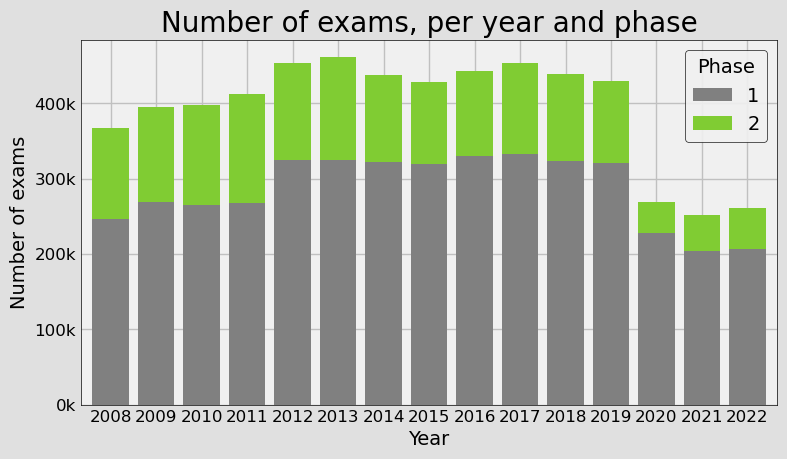 Number of exams, per year and phase
Phase
1
2
Number of exams
400k
300k
200k
100k
0k
2008 2009 2010 2011 2012 2013 2014 2015 2016 2017 2018 2019 2020 2021 2022
Year